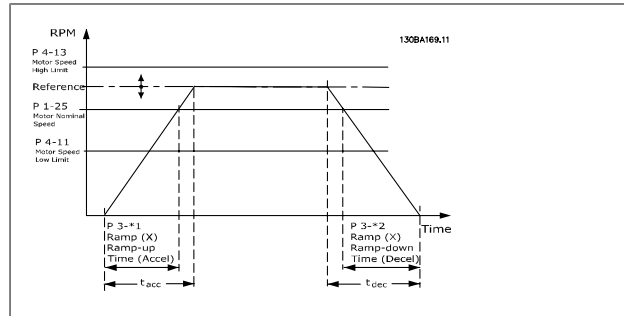 RPM
130BA169.11
P 4-13
Motor Speed
High Limit
Reference
P 1-25
Motor Nominal
Speed
P 4-11
Motor Speed
Low Limit
Time
P 3-*1
Ramp (X)
Ramp-up
Time (Accel)
P 3-*2
Ramp (X)
Ramp-down
Time (Decel)
tacc
tdec